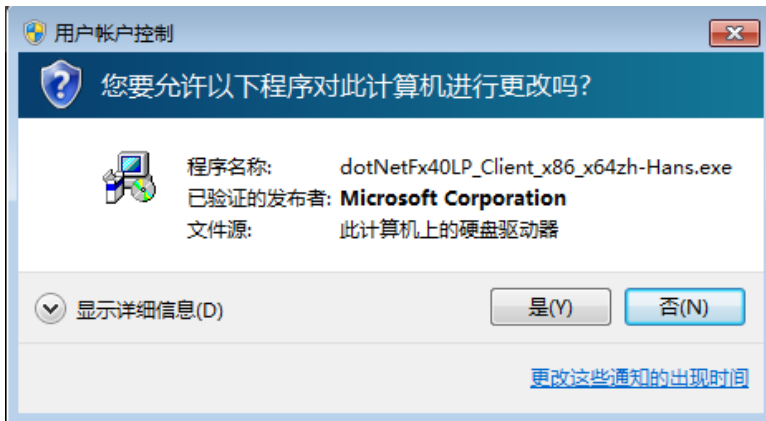 用户帐户控制
您要允许以下程序对此计算机进行更改吗?
程序名称: dotNetFx40LP_Client_x86_x64zh-Hans.exe
已验证的发布者: Microsoft Corporation
文件源: 此计算机上的硬盘驱动器
显示详细信息(D)
是(Y)
否(N)
更改这些通知的出现时间